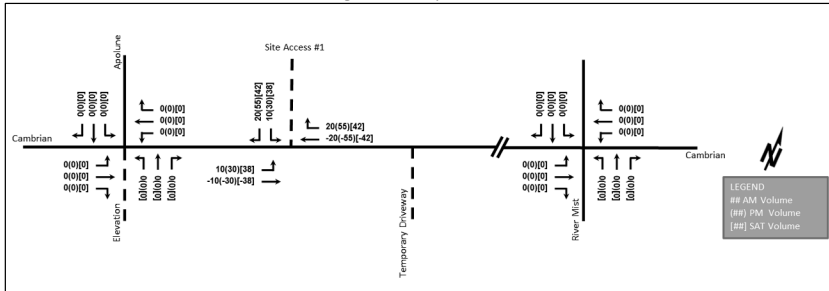 Apolune
Site Access #1
0(0)[0]
0(0)[0]
0(0)[0]
0(0)[0]
0(0)[0]
0(0)[0]
20(55)[42]
10(30)[38]
20(55)[42]
-20(-55)[-42]
0(0)[0]
0(0)[0]
0(0)[0]
0(0)[0]
0(0)[0]
0(0)[0]
Cambrian
Cambrian
0(0)[0]
0(0)[0]
0(0)[0]
0(0)[0]
0(0)[0]
0(0)[0]
10(30)[38]
-10(-30)[-38]
0(0)[0]
0(0)[0]
0(0)[0]
0(0)[0]
0(0)[0]
0(0)[0]
Elevation
Temporary Driveway
River Mist
N
LEGEND
## AM Volume
(##) PM Volume
[##] SAT Volume